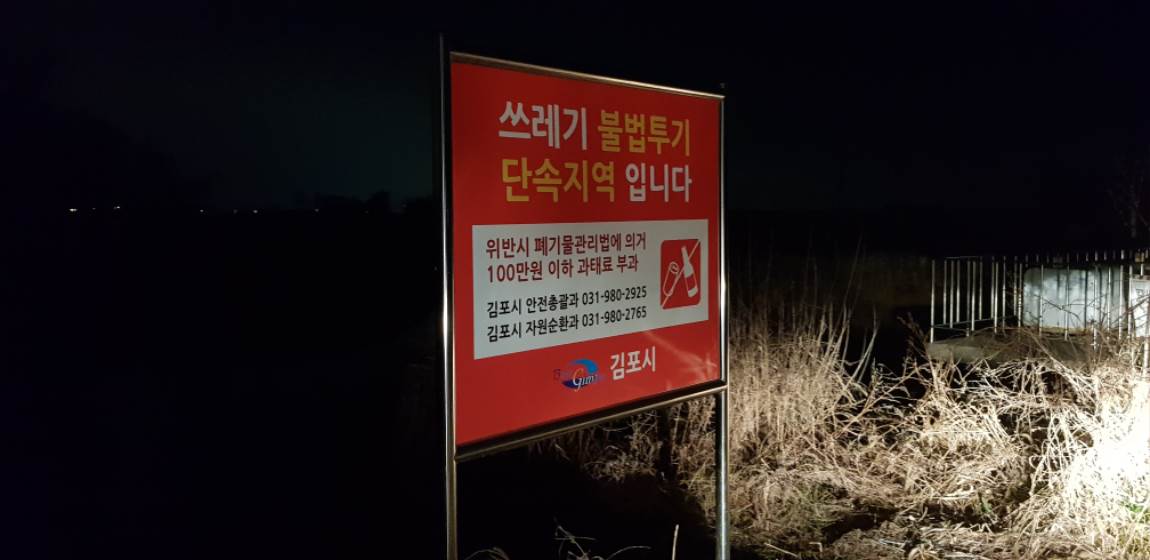 쓰레기 불법투기
단속지역 입니다
위반시 폐기물관리법에 의거
100만원 이하 과태료 부과
김포시 안전총괄과 031-980-2925
김포시 자원순환과 031-980-2765
김포시